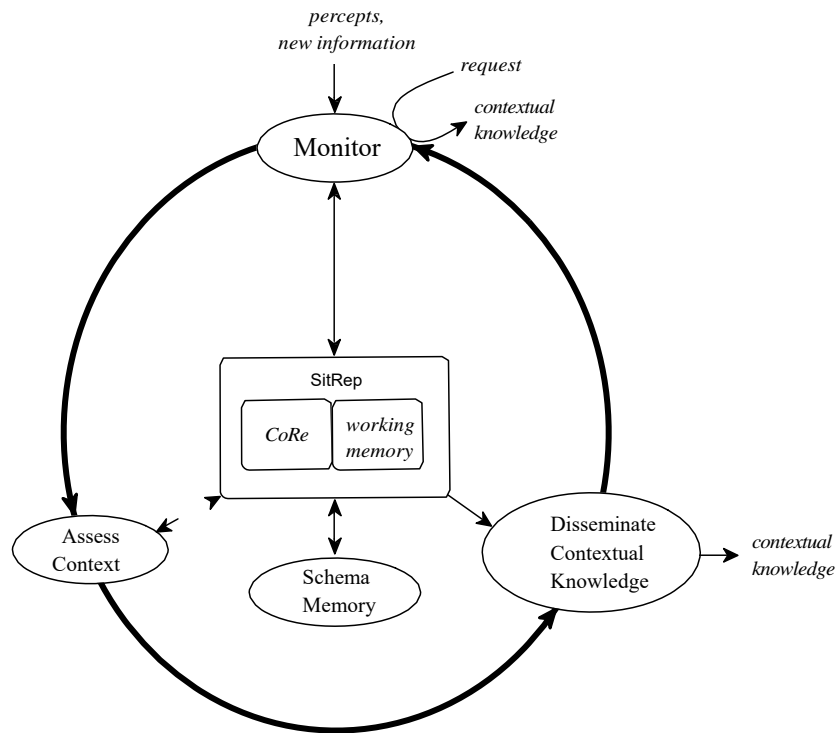 percepts,
new information
request
contextual
knowledge
Monitor
SitRep
CoRe
working
memory
Assess
Context
Schema
Memory
Disseminate
Contextual
Knowledge
contextual
knowledge